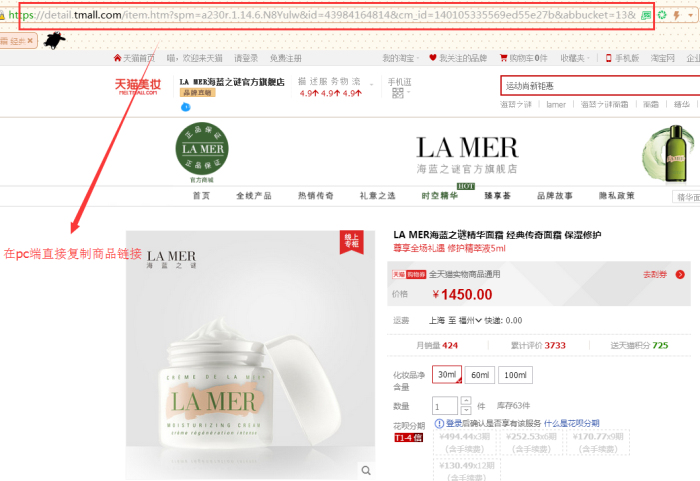 https://detail.tmall.com/item.htm?spm=a230r.1.14.6.N8Yulw&id=43984164814&cm_id=140105335569ed55e27b&abbucket=13&
霜 经典 ×
天猫首页 喵,欢迎来天猫 请登录 免费注册 我的淘宝 我关注的品牌 购物车0件 收藏夹 手机版 淘宝网
天猫美妆
LA MER海蓝之谜官方旗舰店
品牌直营
描 述 服 务 物 流
4.9 4.9 4.9
手机逛
运动尚新钜惠
海蓝之谜 lamer 海蓝之谜面霜 面霜 精华
正品保证
LA MER
正品保证
官方商城
LA MER
海蓝之谜官方旗舰店
首页 全线产品 热销传奇 礼意之选 时空精华 HOT 臻享荟 品牌故事 隐私政策 精华面
在pc端直接复制商品链接
LA MER
海蓝之谜
线上
专柜
CRÈME DE LA MER
LA MER
MOISTURIZING CREAM
crème régénération intense
LA MER海蓝之谜精华面霜 经典传奇面霜 保湿修护
尊享全场礼遇 修护精萃液5ml
天猫 购物券 全天猫实物商品通用 去刮券
价格 ¥1450.00
运费 上海 至 福州 快递: 0.00
月销量 424 累计评价 3733 送天猫积分 725
化妆品净含量 30ml 60ml 100ml
数量 1 件 库存63件
花呗分期 登录后确认是否享有该服务 什么是花呗分期
¥494.44x3期 ¥252.53x6期 ¥170.77x9期
(含手续费) (含手续费) (含手续费)
¥130.49x12期
(含手续费)